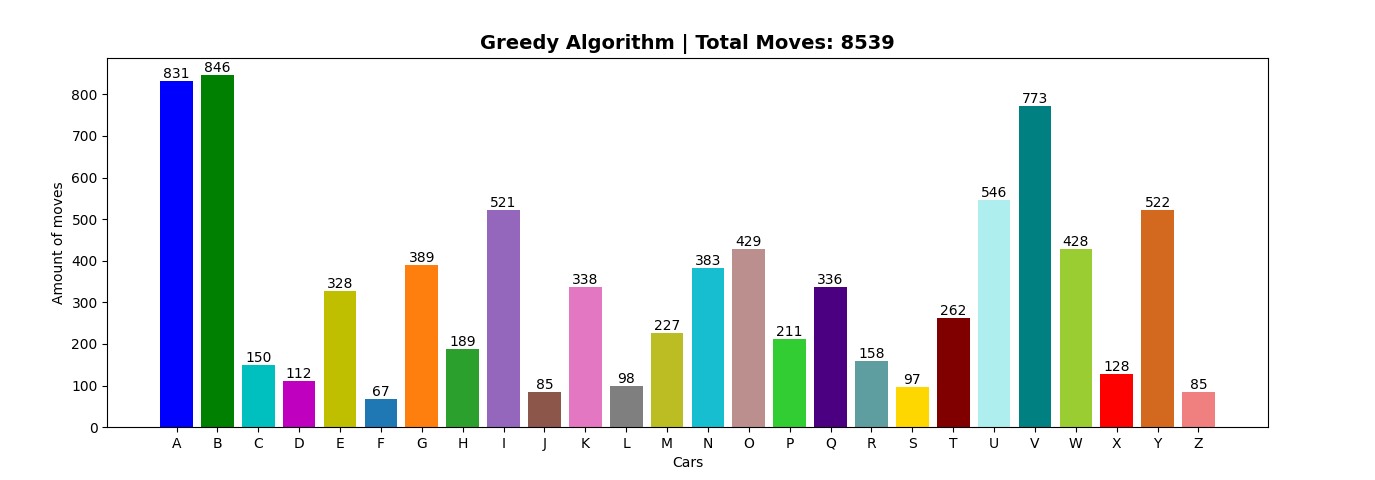 Greedy Algorithm | Total Moves: 8539
Amount of moves
800
700
600
500
400
300
200
100
0
831 846 150 112 328 67 389 189 521 85 338 98 227 383 429 211 336 158 97 262 546 773 428 128 522 85
A B C D E F G H I J K L M N O P Q R S T U V W X Y Z
Cars